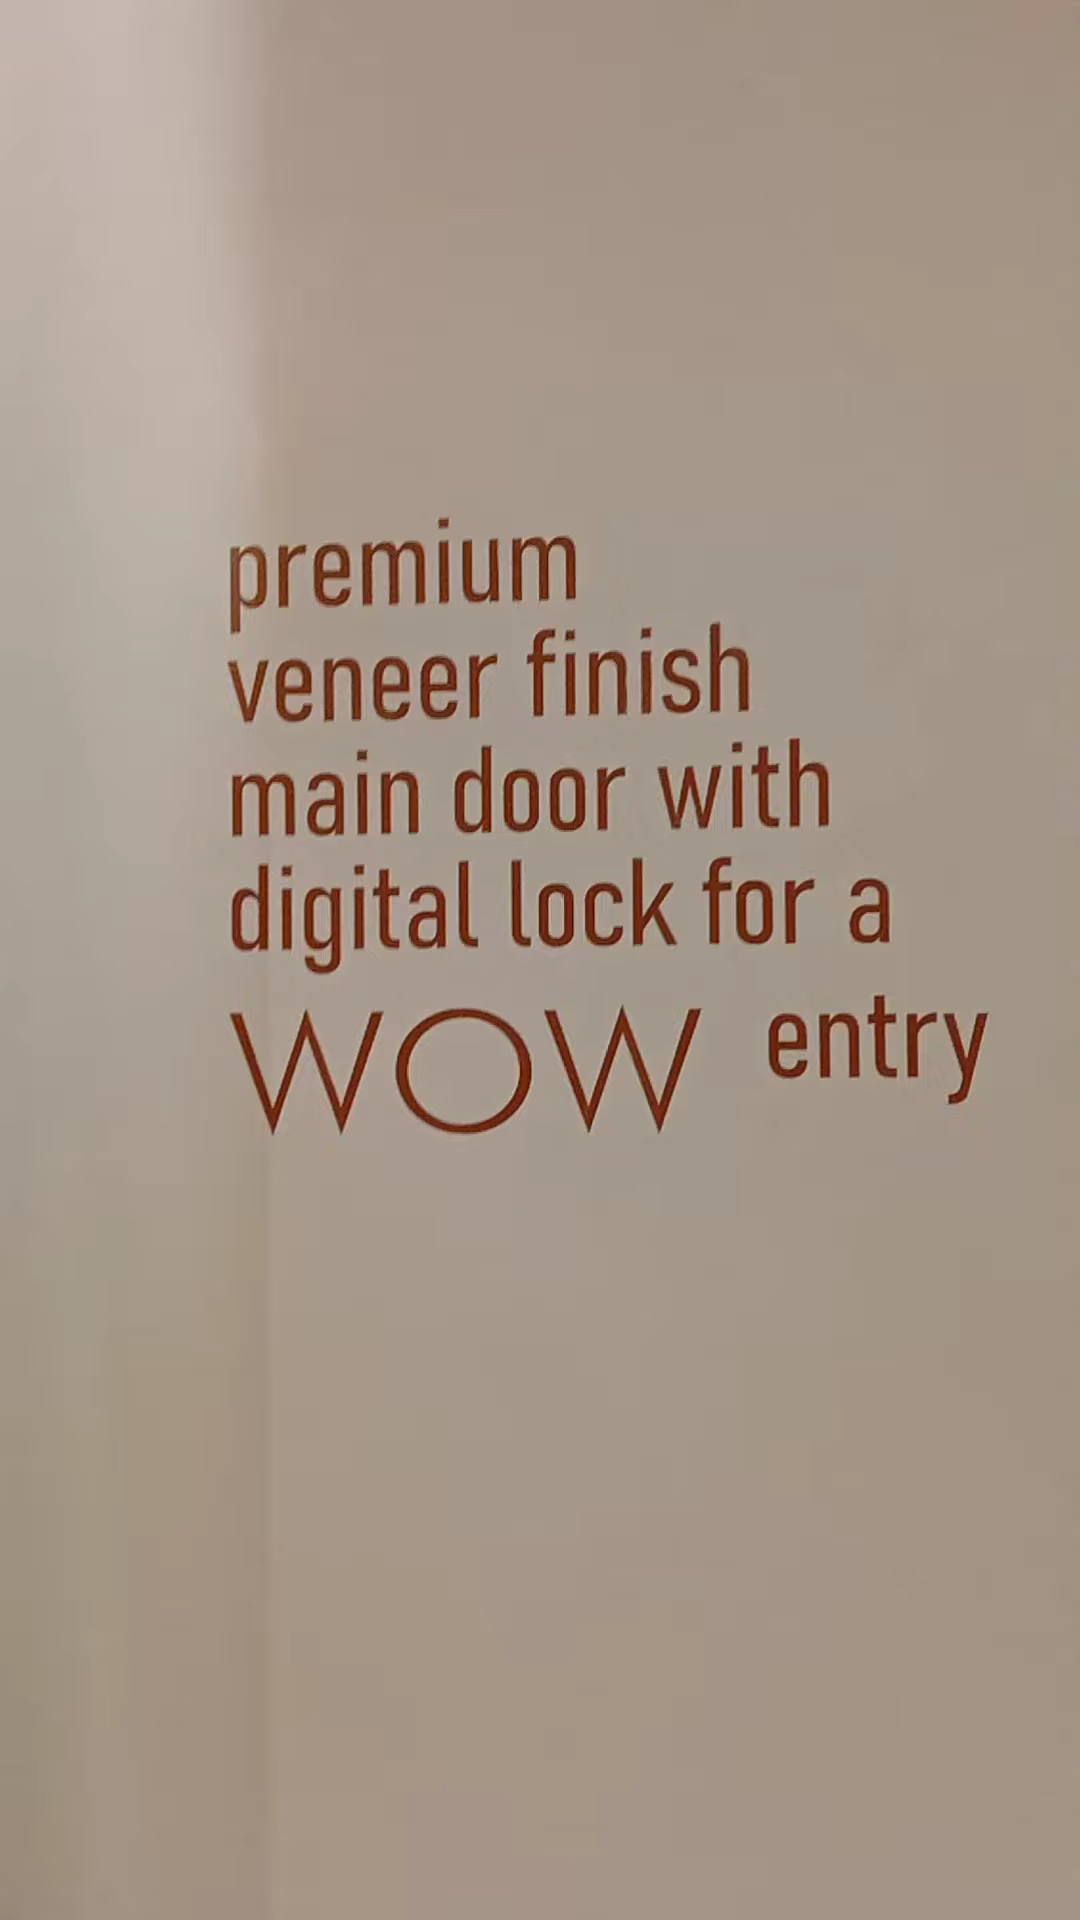 premium
veneer finish
main door with
digital lock for a
WOW entry